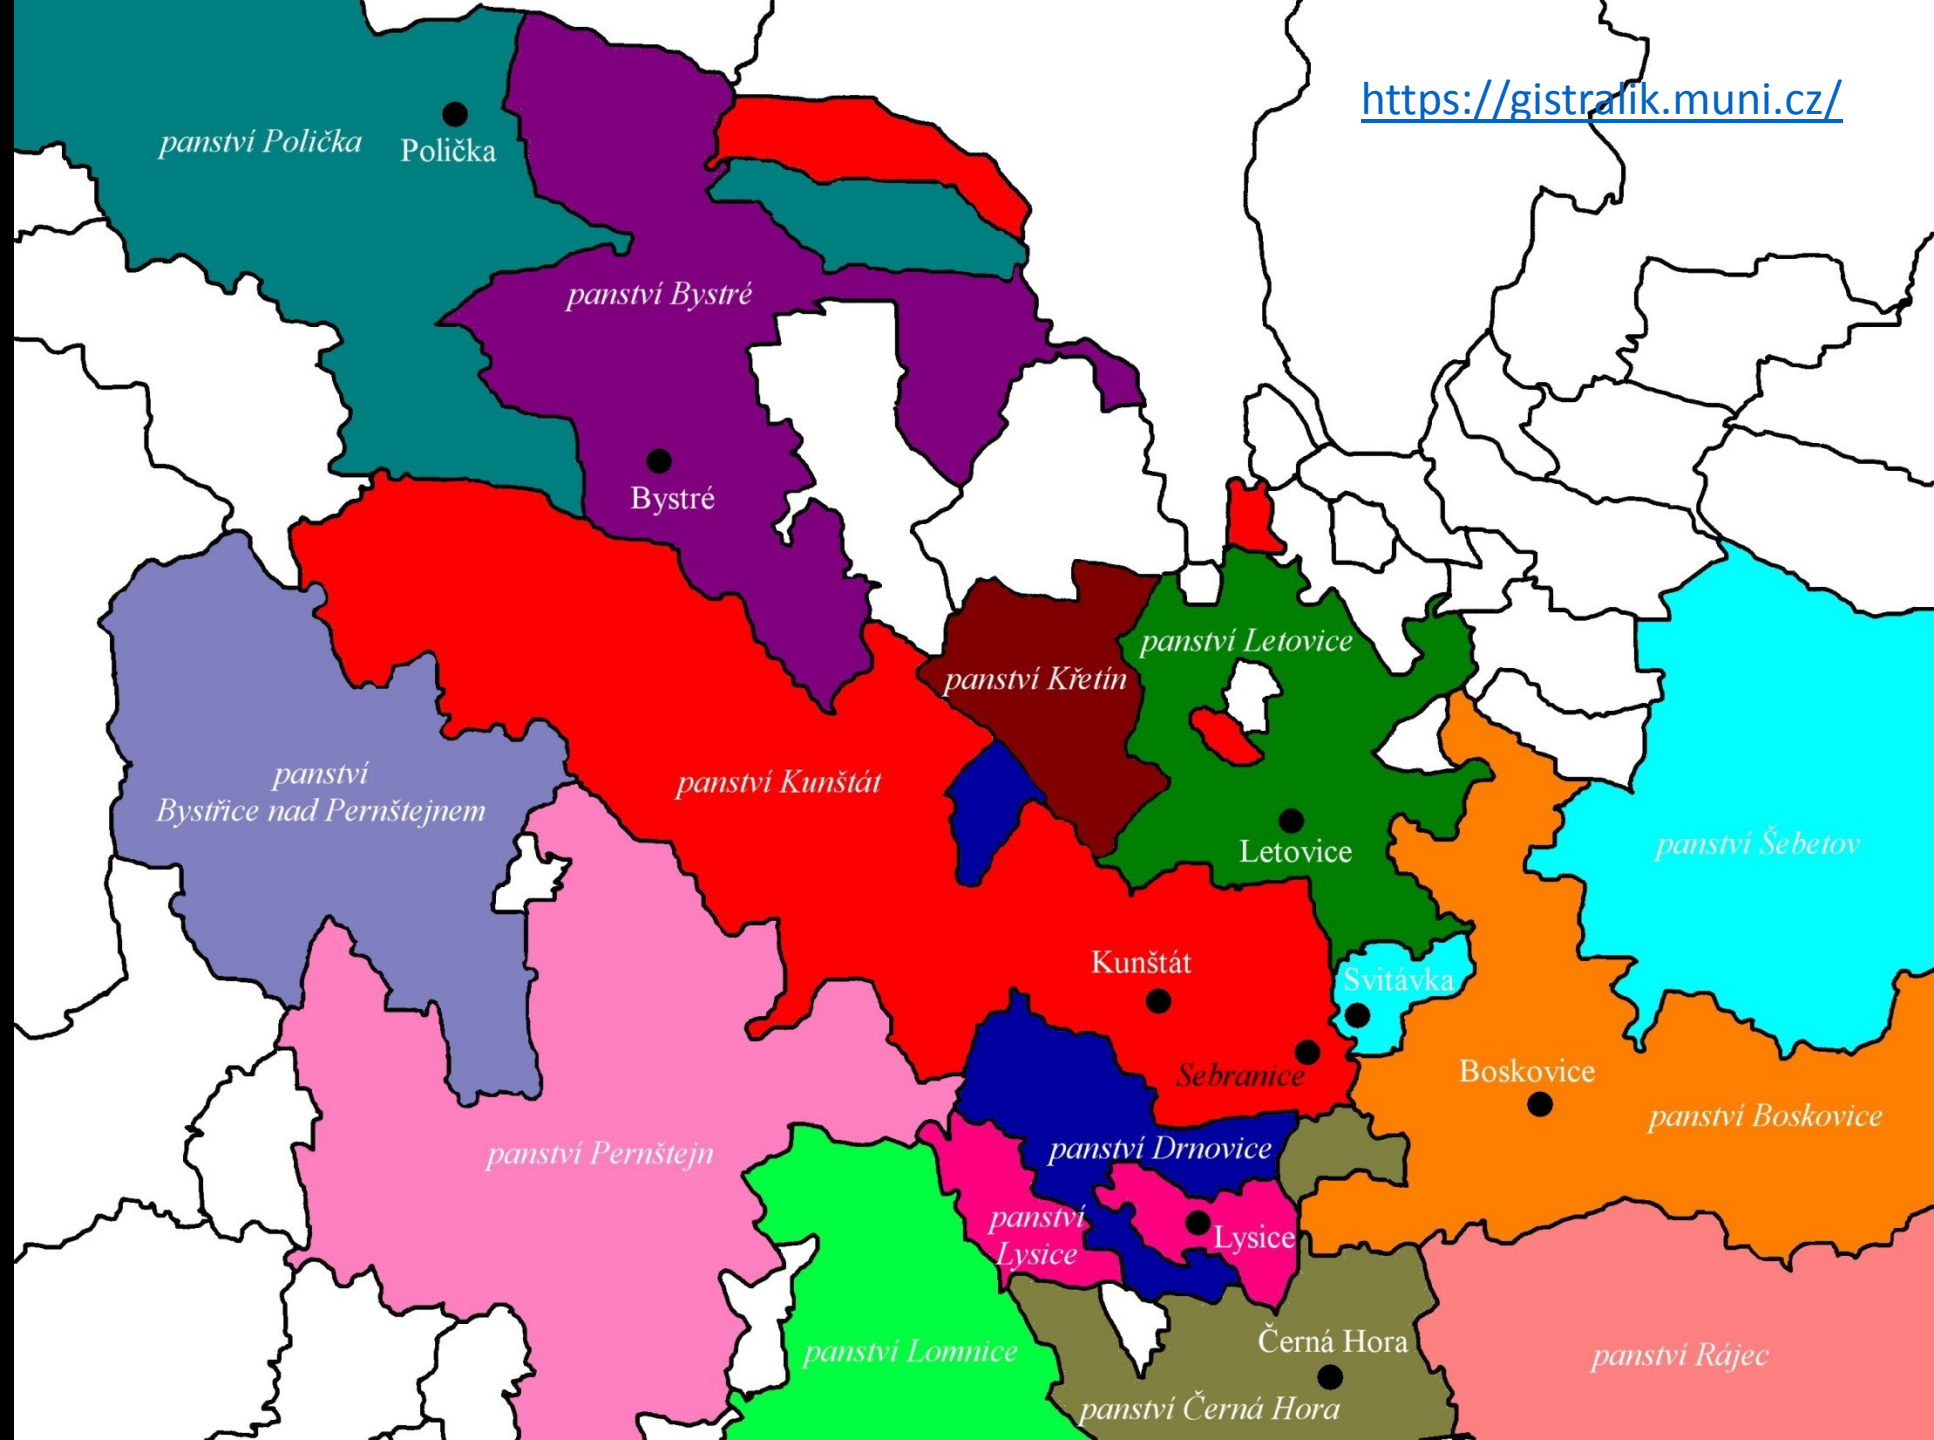 https://gistralik.muni.cz/
panství Polička
Polička
panství Bystré
Bystré
panství Letovice
panství Křetín
panství
Bystřice nad Pernštejnem
panství Kunštát
Letovice
panství Šebetov
Kunštát
Svitávka
Sebranice
Boskovice
panství Boskovice
panství Pernštejn
panství Drnovice
panství
Lysice
Lysice
Černá Hora
panství Lomnice
panství Rájec
panství Černá Hora